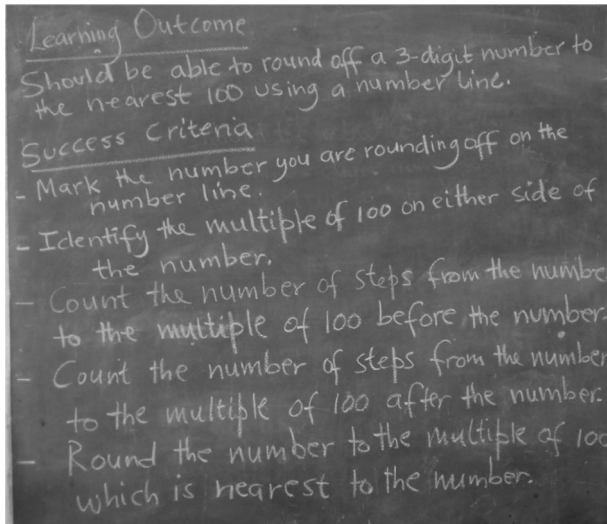 Learning Outcome
Should be able to round off a 3-digit number to
the nearest 100 using a number line.
Success Criteria
- Mark the number you are rounding off on the
number line.
- Identify the multiple of 100 on either side of
the number.
- Count the number of steps from the numbe
to the multiple of 100 before the number.
- Count the number of steps from the number
to the multiple of 100 after the number.
- Round the number to the multiple of 100
which is nearest to the number.